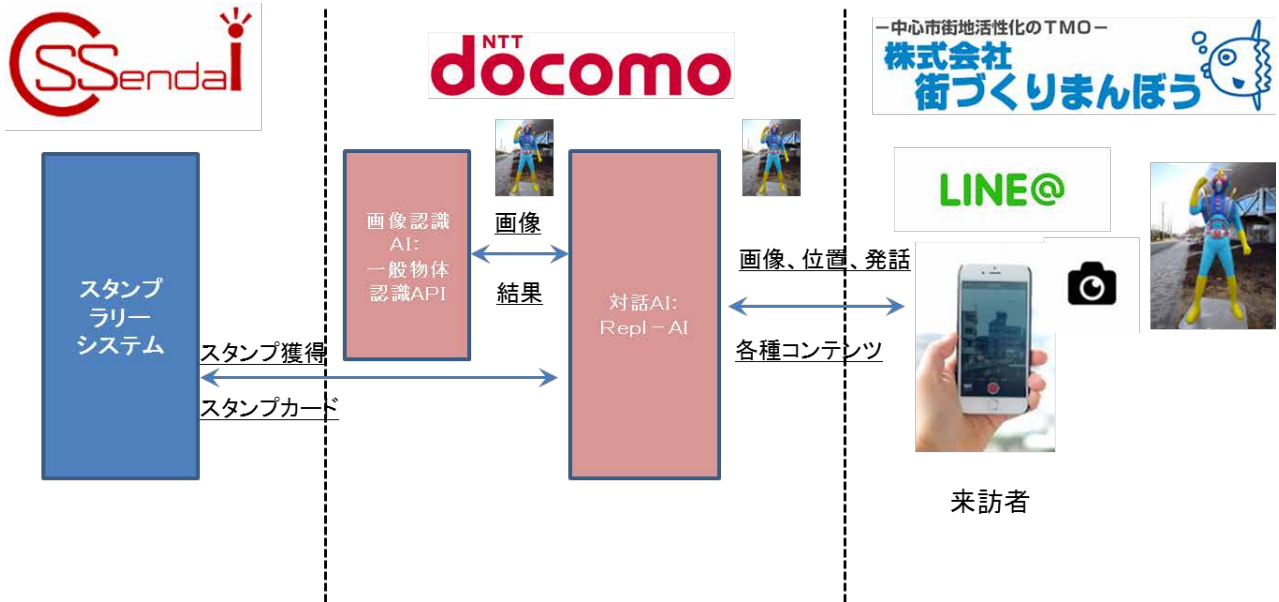 CSSendai
NTT
docomo
－中心市街地活性化のTMO－
株式会社
街づくりまんぼう
スタンプ
ラリー
システム
スタンプ獲得
スタンプカード
画像認識
AI:
一般物体
認識API
画像
結果
対話AI:
Repl－AI
画像、位置、発話
各種コンテンツ
LINE@
来訪者